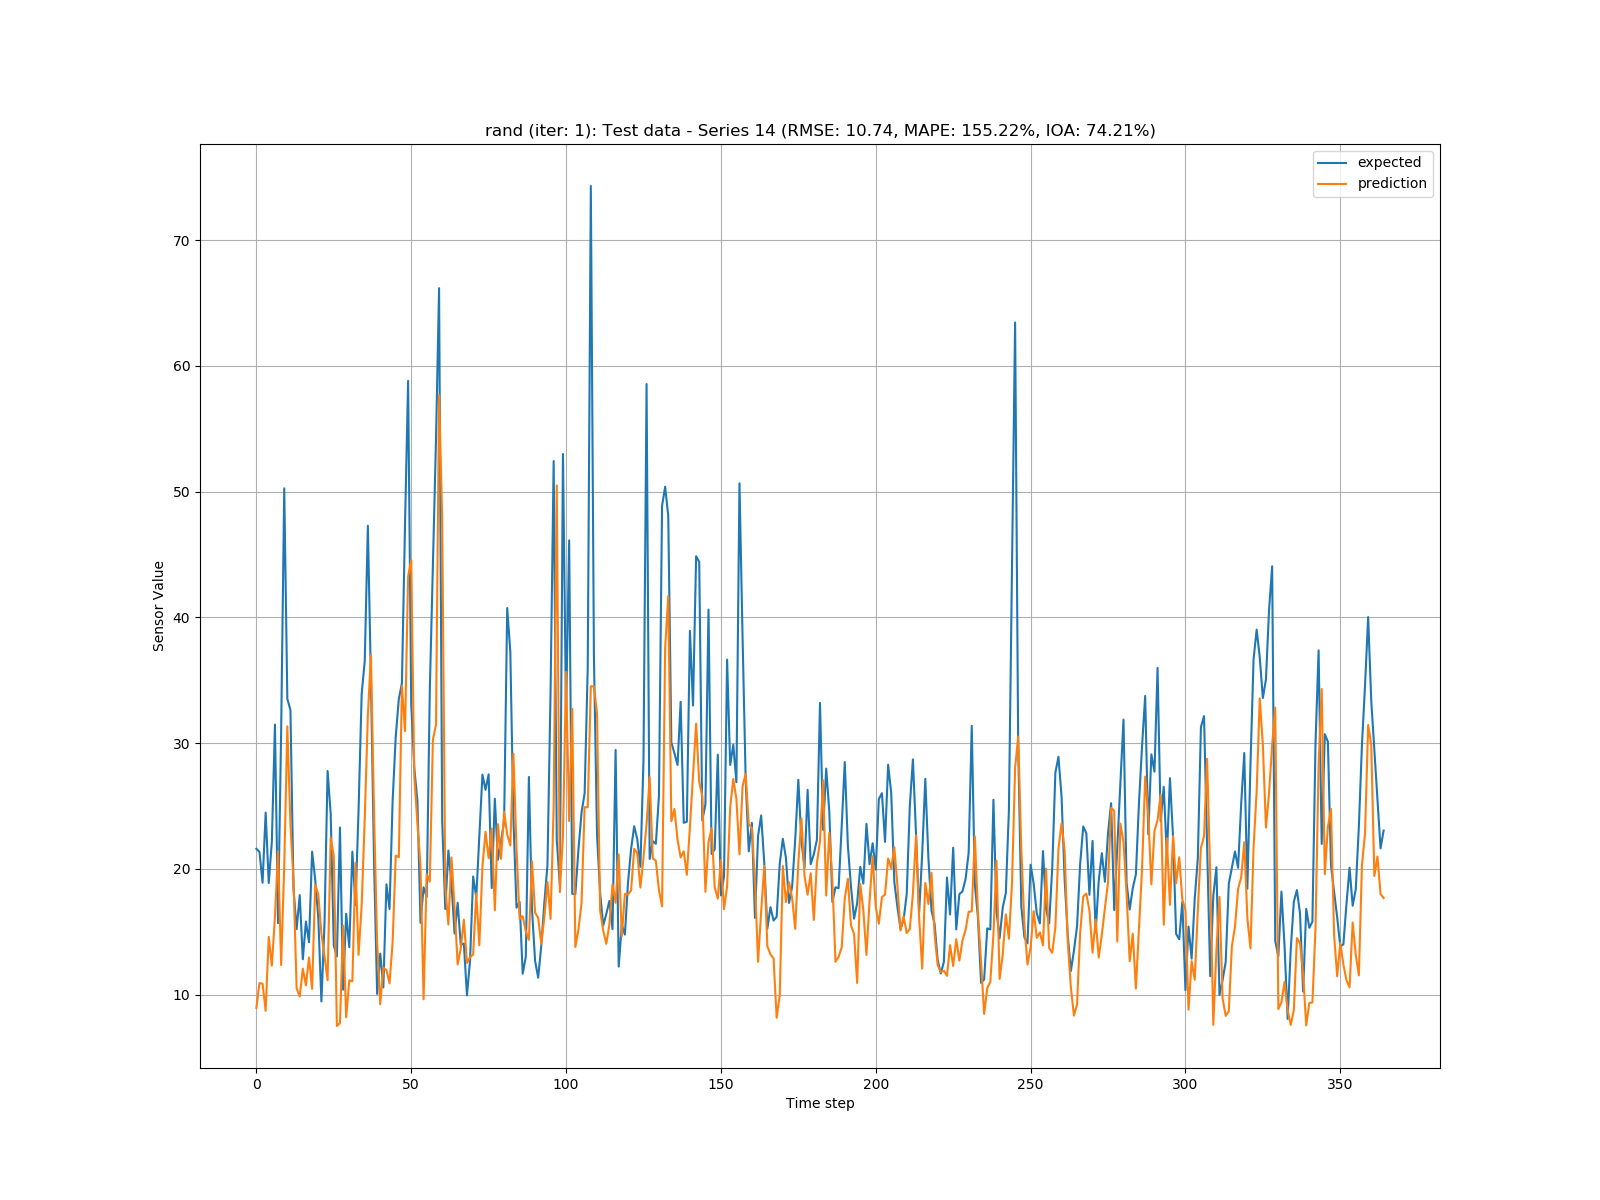 rand (iter: 1): Test data - Series 14 (RMSE: 10.74, MAPE: 155.22%, IOA: 74.21%)
expected
prediction
70
60
50
40
30
20
10
Sensor Value
0 50 100 150 200 250 300 350
Time step